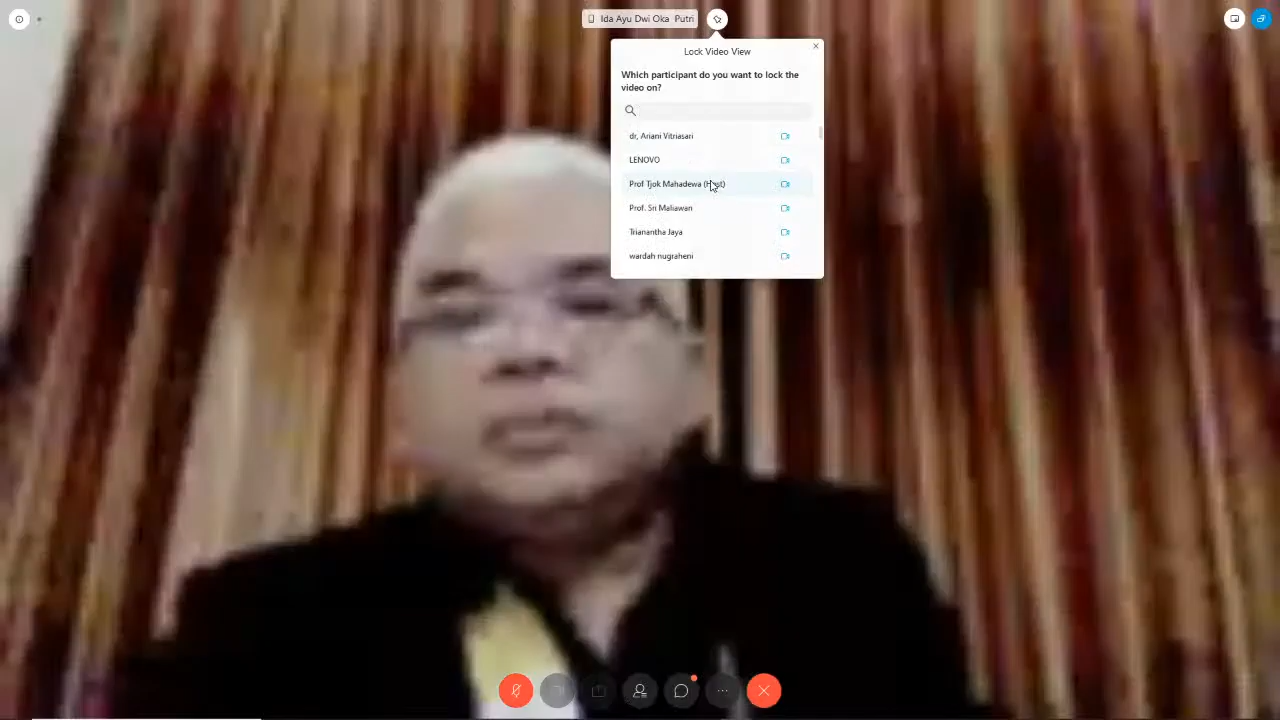 Ida Ayu Dwi Oka Putri
Lock Video View
Which participant do you want to lock the
video on?
dr, Ariani Vitriasari
LENOVO
Prof Tjok Mahadewa (Host)
Prof. Sri Maliawan
Trianantha Jaya
wardah nugraheni